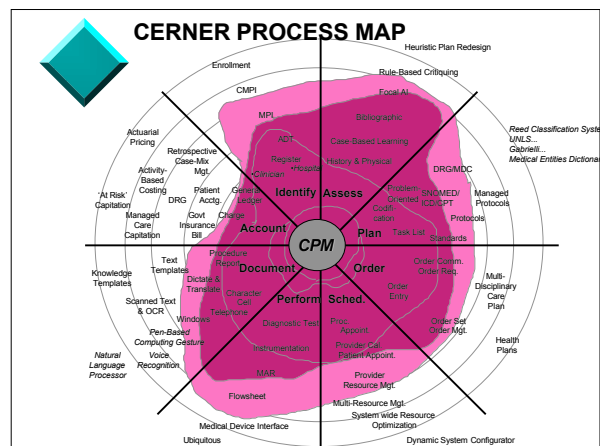 CERNER PROCESS MAP
Heuristic Plan Redesign
Enrollment
Rule-Based Critiquing
CMPI
Focal AI
MPI
Bibliographic
Reed Classification Syste
UNLS...
Gabrielli...
Medical Entities Dictionar
Actuarial
Pricing
ADT
Case-Based Learning
Retrospective
Case-Mix
Mgt.
Register
•Clinician
•Hospital
History & Physical
DRG/MDC
Activity-
Based
Costing
Patient
Acctg.
General
Ledger
Identify
Assess
Problem
Oriented
SNOMED/
ICD/CPT
Managed
Protocols
'At Risk'
Capitation
DRG
Codifi-
cation
Protocols
Managed
Care
Capitation
Govt
Insurance
Bill
Charge
Account
Plan
Task List
Standards
CPM
Knowledge
Templates
Text
Templates
Procedure
Report
Document
Order
Order Comm.
Order Req.
Dictate &
Translate
Multi-
Disciplinary
Care
Plan
Scanned Text
& OCR
Character
Cell
Telephone
Perform
Sched.
Order
Entry
Windows
Diagnostic Test
Proc.
Appoint
Order Set
Order Mgt.
Pen-Based
Computing Gesture
Health
Plans
Natural
Language
Processor
Voice
Recognition
Instrumentation
Provider Cal.
Patient Appoint.
MAR
Provider
Resource Mgt.
Flowsheet
Multi-Resource Mgt.
Medical Device Interface
System wide Resource
Optimization
Ubiquitous
Dynamic System Configurator